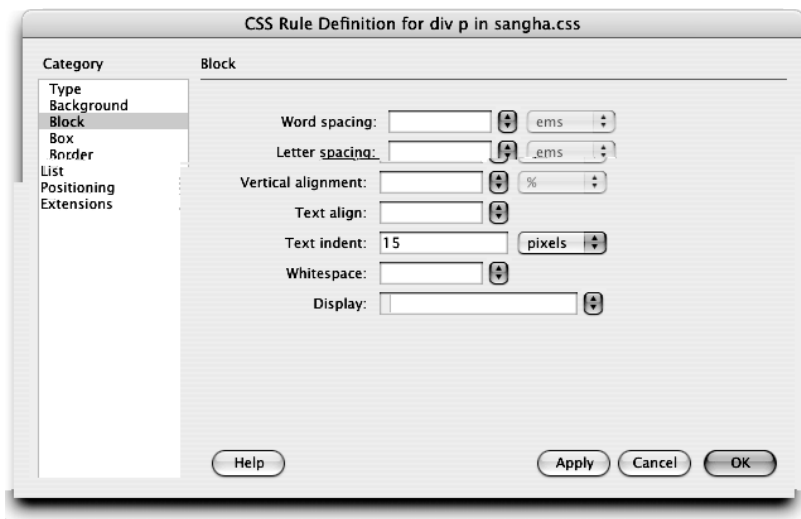 CSS Rule Definition for div p in sangha.css
Category
Block
Type
Background
Block
Box
Border
List
Positioning
Extensions
Word spacing: ems
Letter spacing: ems
Vertical alignment: %
Text align:
Text indent: 15 pixels
Whitespace:
Display:
Help
Apply
Cancel
OK